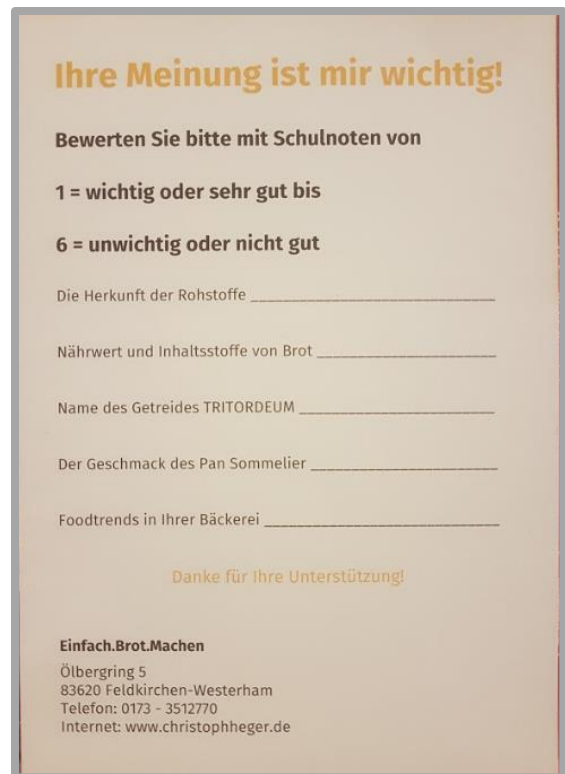 Ihre Meinung ist mir wichtig!
Bewerten Sie bitte mit Schulnoten von
1 = wichtig oder sehr gut bis
6 = unwichtig oder nicht gut
Die Herkunft der Rohstoffe
Nährwert und Inhaltsstoffe von Brot
Name des Getreides TRITORDEUM
Der Geschmack des Pan Sommelier
Foodtrends in Ihrer Bäckerei
Danke für Ihre Unterstützung!
Einfach.Brot.Machen
Ölbergring 5
83620 Feldkirchen-Westerham
Telefon: 0173 - 3512770
Internet: www.christophheger.de